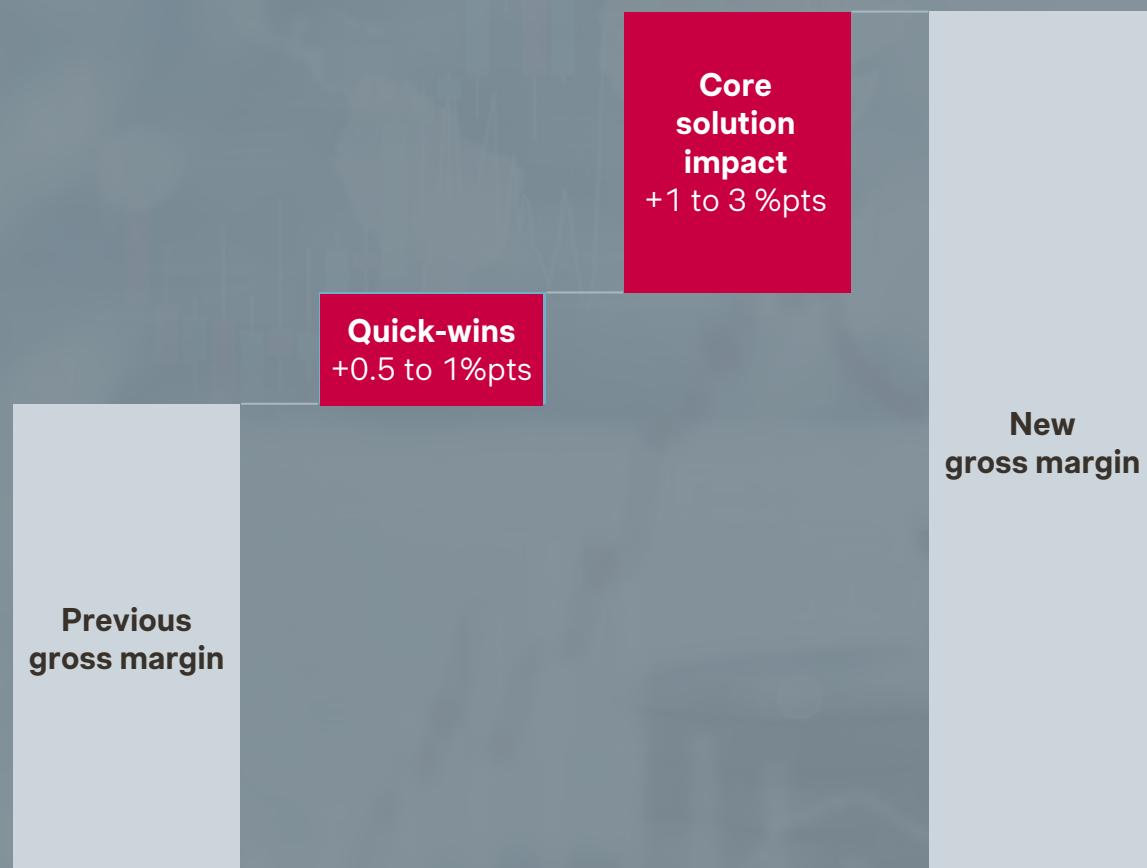 Core
solution
impact
+1 to 3 %pts
Quick-wins
+0.5 to 1%pts
New
gross margin
Previous
gross margin